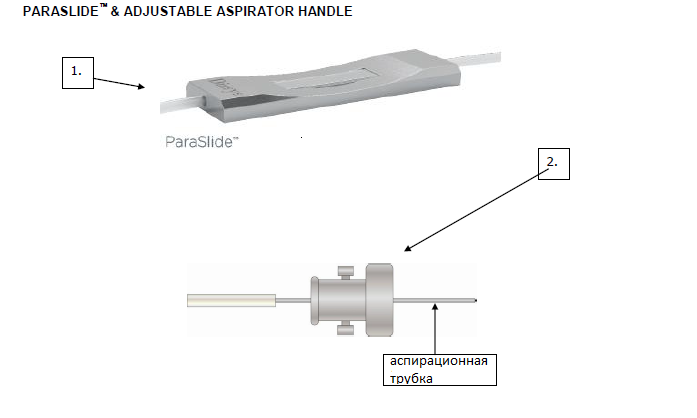 PARASLIDE™ & ADJUSTABLE ASPIRATOR HANDLE
1.
ParaSlide™
2.
аспирационная
трубка